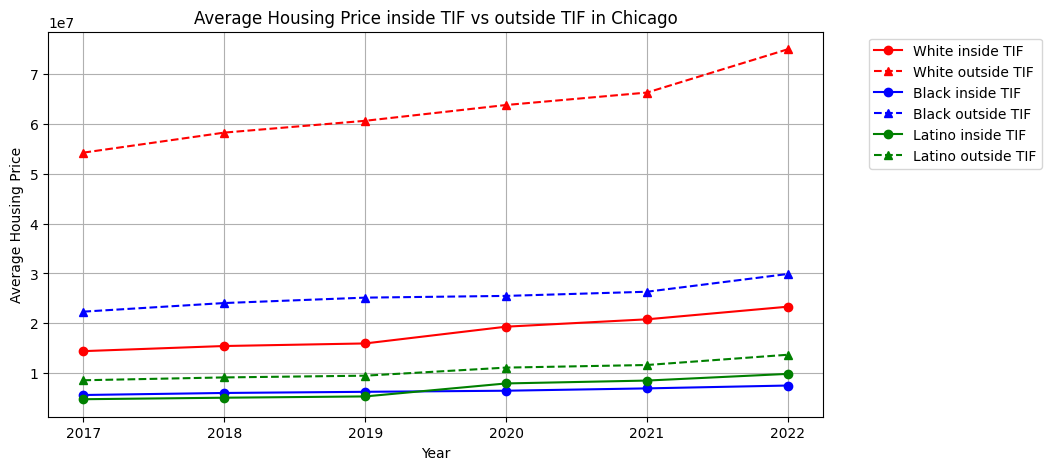 Average Housing Price inside TIF vs outside TIF in Chicago
1e7
7
6
5
4
3
2
1
Average Housing Price
2017 2018 2019 2020 2021 2022
Year
White inside TIF
White outside TIF
Black inside TIF
Black outside TIF
Latino inside TIF
Latino outside TIF